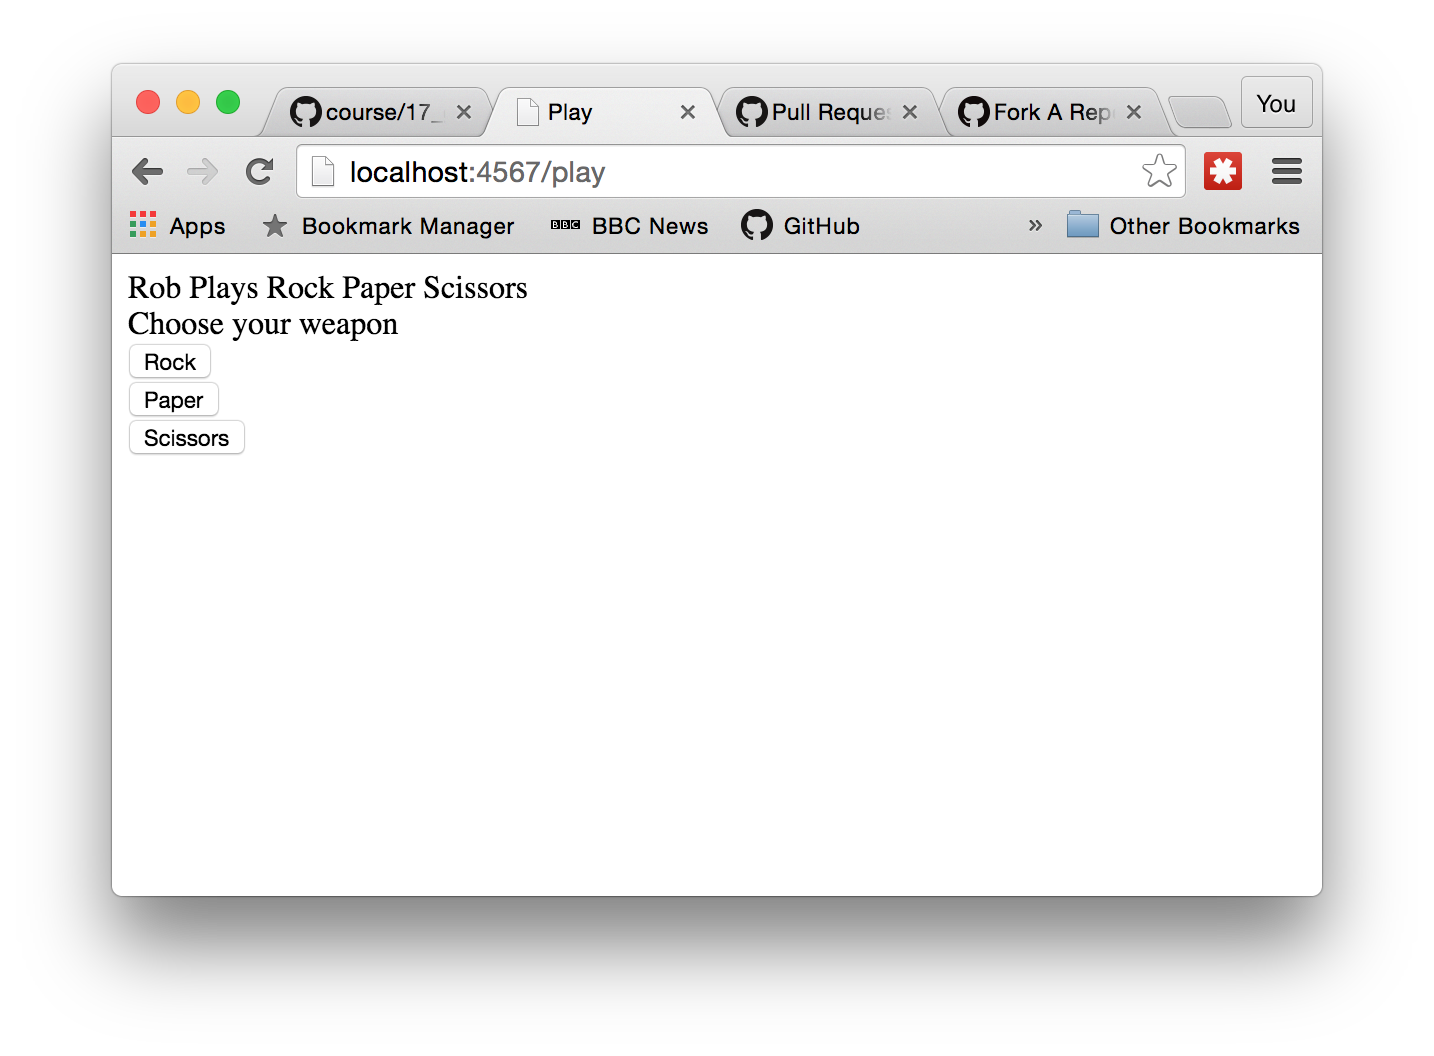 course/17_
Play
Pull Reques
Fork A Rep
You
localhost:4567/play
Apps
Bookmark Manager
BBC
BBC News
GitHub
»
Other Bookmarks
Rob Plays Rock Paper Scissors
Choose your weapon
Rock
Paper
Scissors